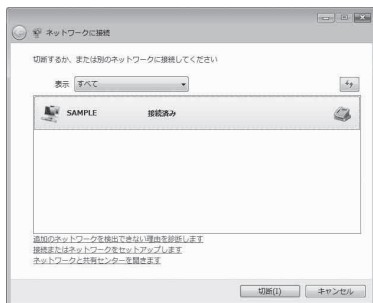 ネットワークに接続
切断するか、または別のネットワークに接続してください
表示 すべて
SAMPLE 接続済み
追加のネットワークを検出できない理由を診断します
接続またはネットワークをセットアップします
ネットワークと共有センターを開きます
切断(I) キャンセル